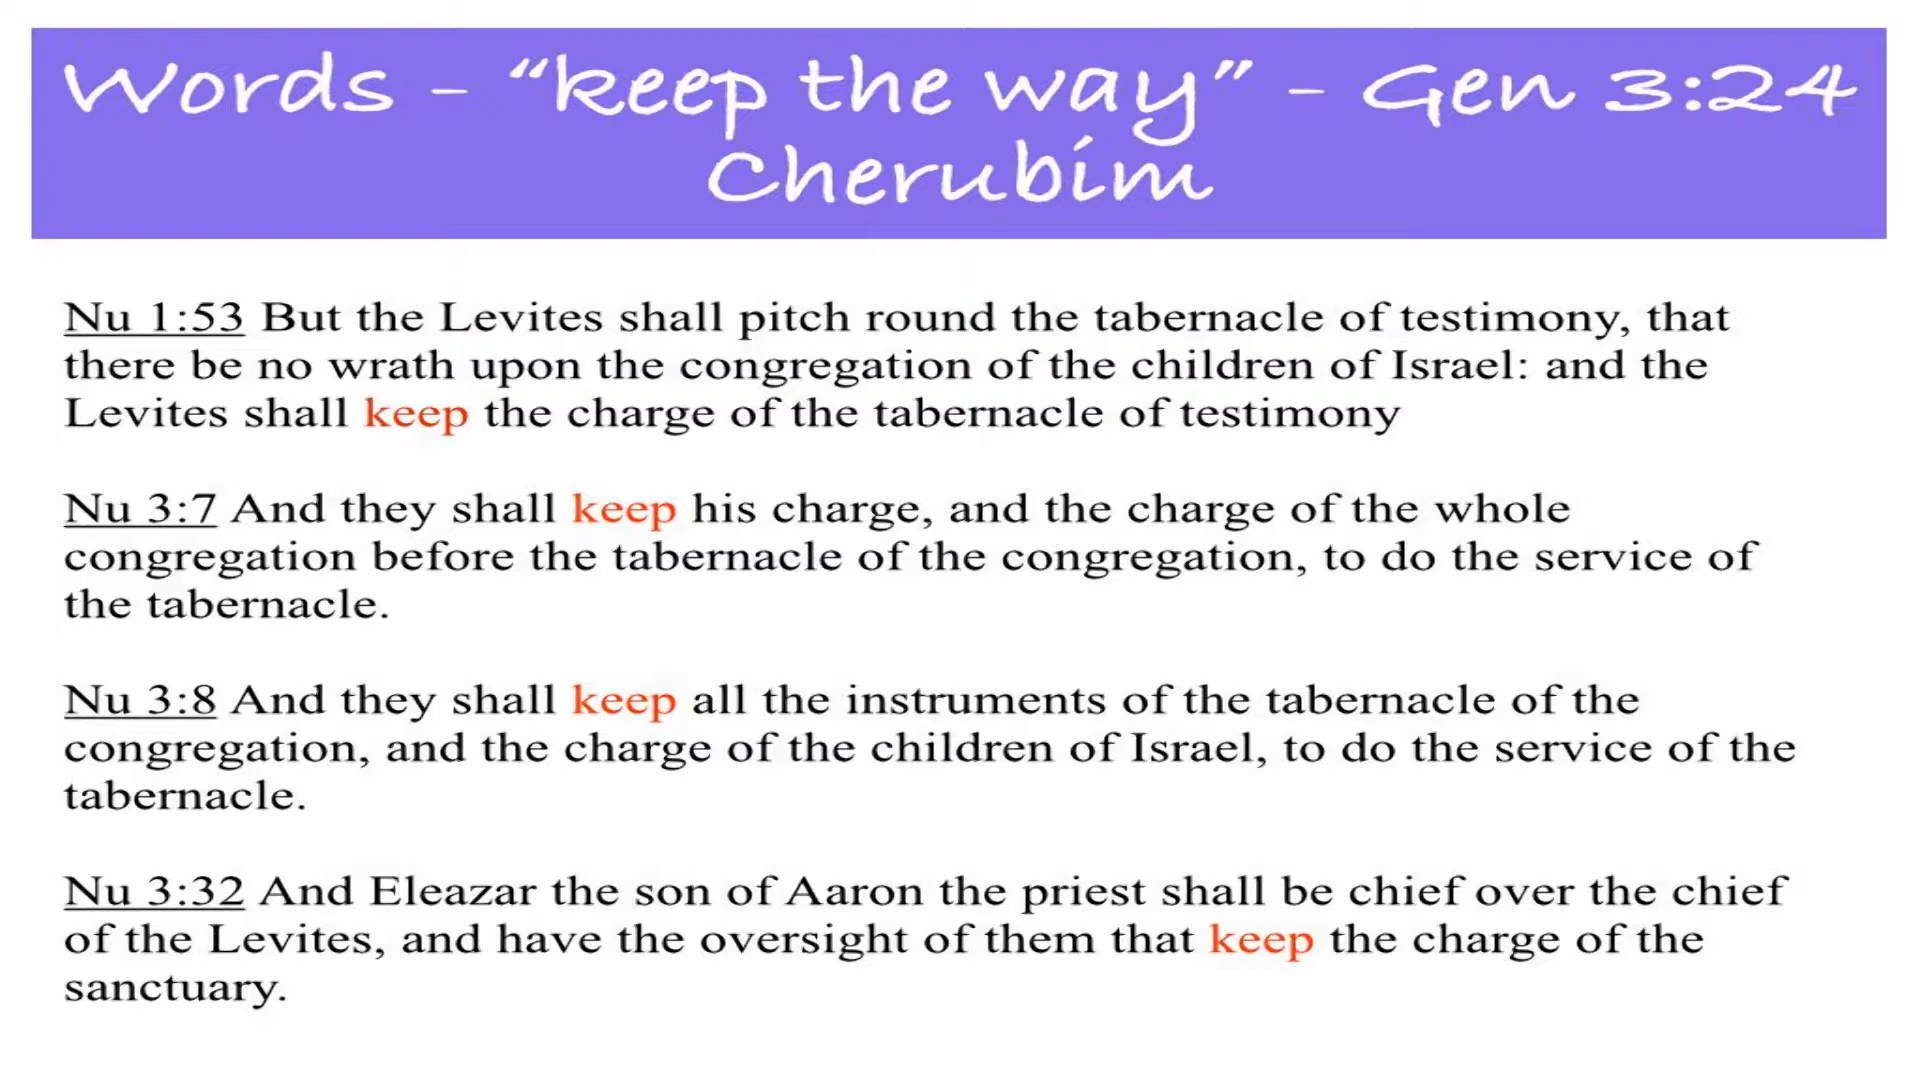 Words - “keep the way” - Gen 3:24
Cherubim
Nu 1:53 But the Levites shall pitch round the tabernacle of testimony, that
there be no wrath upon the congregation of the children of Israel: and the
Levites shall keep the charge of the tabernacle of testimony
Nu 3:7 And they shall keep his charge, and the charge of the whole
congregation before the tabernacle of the congregation, to do the service of
the tabernacle.
Nu 3:8 And they shall keep all the instruments of the tabernacle of the
congregation, and the charge of the children of Israel, to do the service of the
tabernacle.
Nu 3:32 And Eleazar the son of Aaron the priest shall be chief over the chief
of the Levites, and have the oversight of them that keep the charge of the
sanctuary.